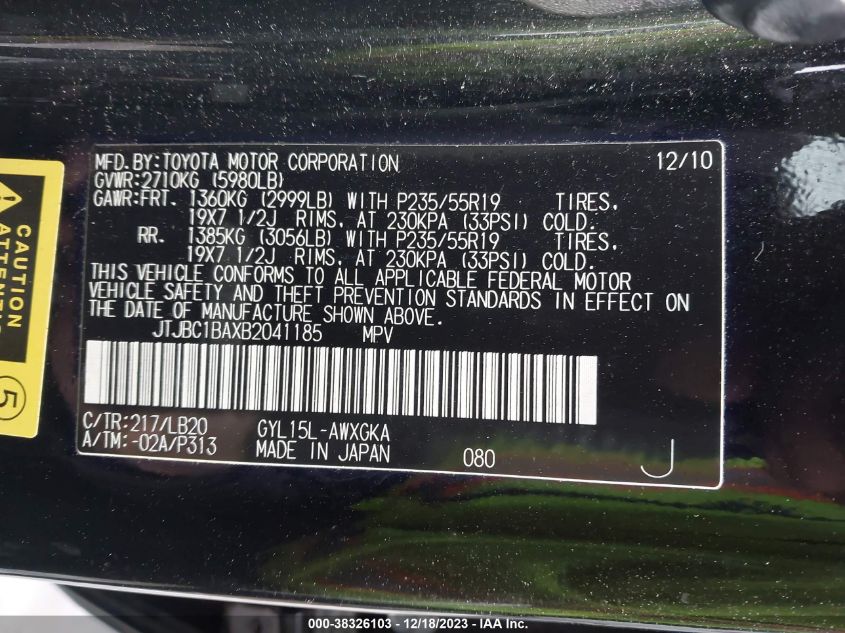 MFD.BY:TOYOTA MOTOR CORPORATION 12/10
GVWR:2710KG (5980LB)
GAWR:FRT. 1360KG (2999LB) WITH P235/55R19 TIRES,
19X7 1/2J RIMS, AT 230KPA (33PSI) COLD.
RR. 1385KG (3056LB) WITH P235/55R19 TIRES,
19X7 1/2J RIMS, AT 230KPA (33PSI) COLD.
THIS VEHICLE CONFORMS TO ALL APPLICABLE FEDERAL MOTOR
VEHICLE SAFETY AND THEFT PREVENTION STANDARDS IN EFFECT ON
THE DATE OF MANUFACTURE SHOWN ABOVE.
JTJBC1BAXB2041185 MPV
C/TR:217/LB20 GYL15L-AWXGKA
A/TM:-02A/P313 MADE IN JAPAN 080 J
CAUTION
5
000-38326103 - 12/18/2023 - IAA Inc.